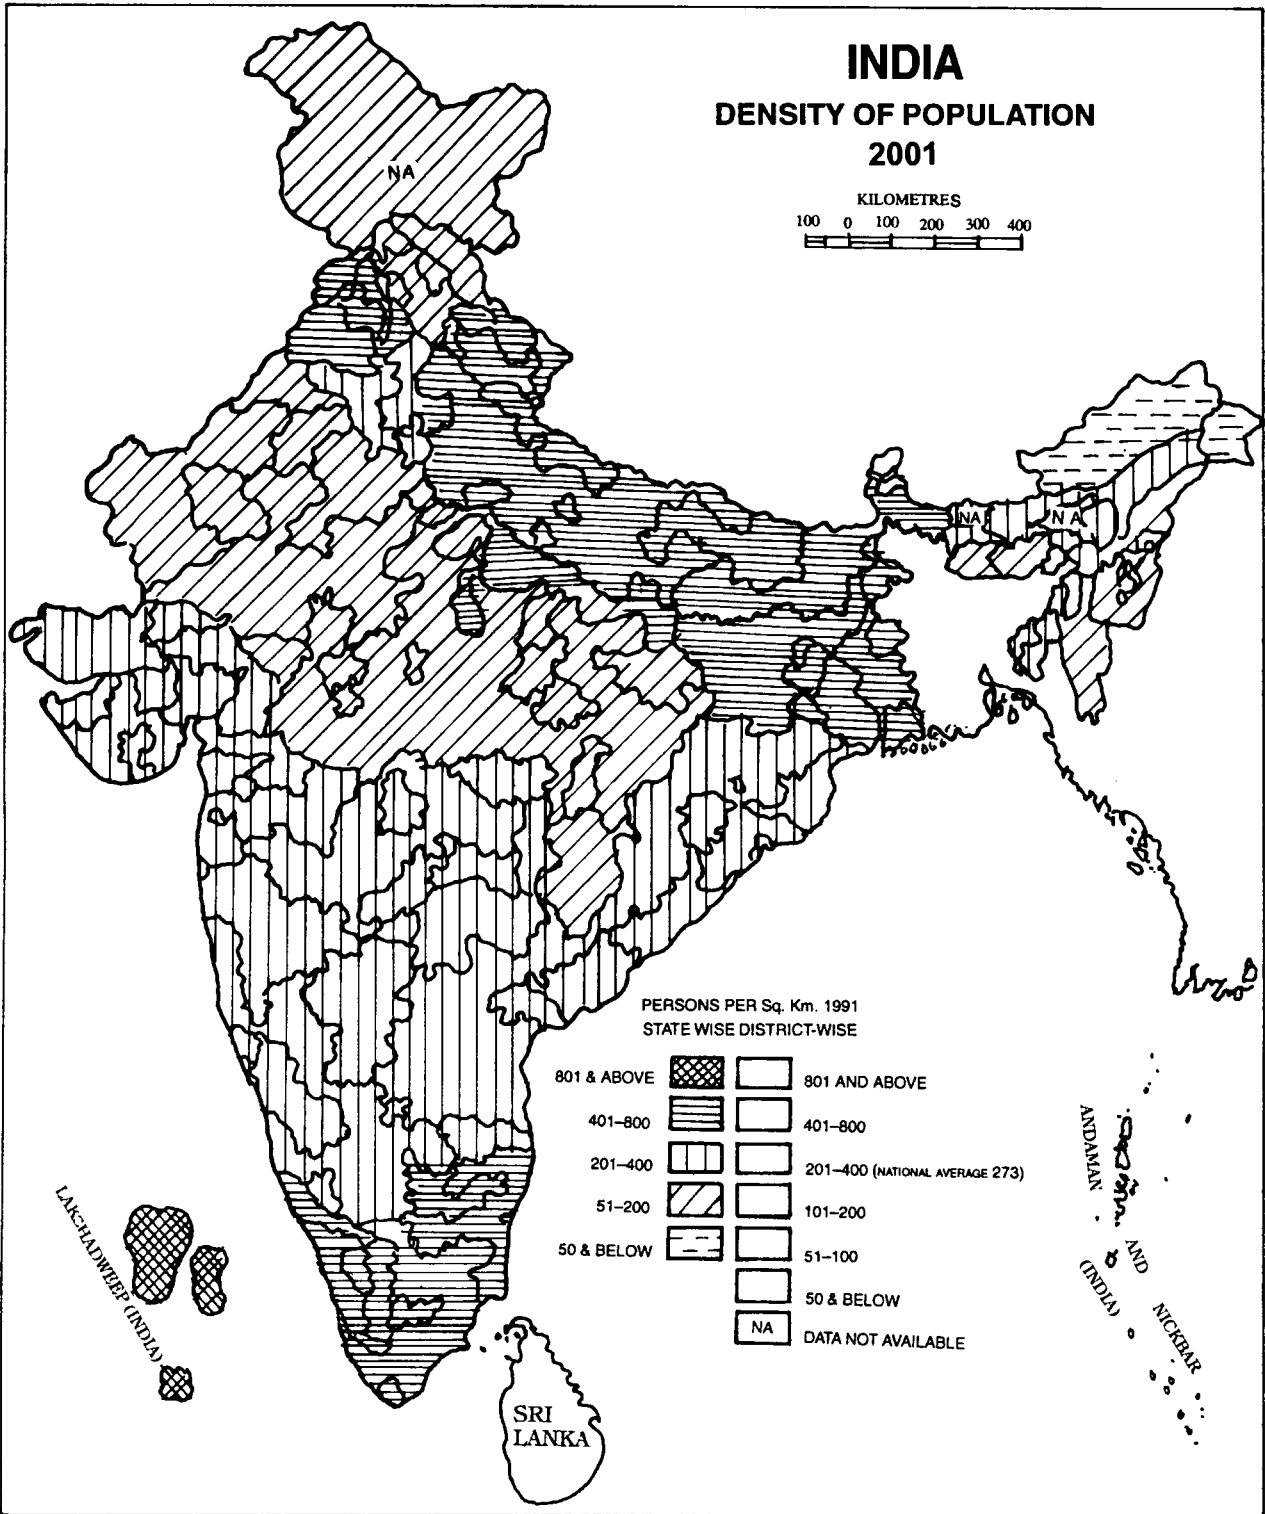 INDIA
DENSITY OF POPULATION
2001
KILOMETRES
100 0 100 200 300 400
NA
NA
N A
PERSONS PER Sq. Km. 1991
STATE WISE DISTRICT-WISE
801 & ABOVE 801 AND ABOVE
401–800 401–800
201–400 201–400 (NATIONAL AVERAGE 273)
51–200 101–200
50 & BELOW 51–100
50 & BELOW
NA DATA NOT AVAILABLE
LAKSHADWEEP (INDIA)
ANDAMAN AND NICKBAR
(INDIA)
SRI
LANKA